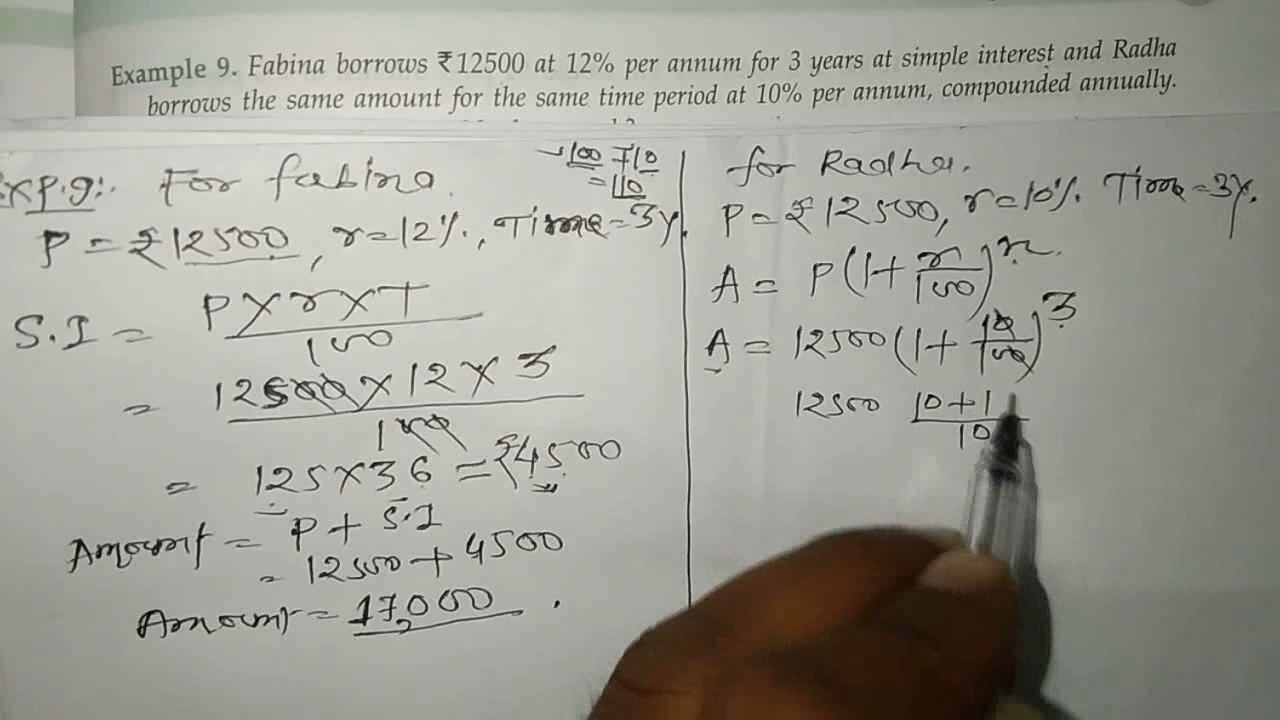 Example 9. Fabina borrows ₹12500 at 12% per annum for 3 years at simple interest and Radha
borrows the same amount for the same time period at 10% per annum, compounded annually.
Exp.9:. For fabina.
100 + 10
= 110
P = ₹12500, r = 12%., Time = 3y.
S.I = P × r × T / 100
= 12500 × 12 × 3 / 100
= 125 × 36 = ₹4500
Amount = P + S.I
= 12500 + 4500
Amount = 17,000.
for Radha.
P = ₹12500, r = 10%. Time = 3y.
A = P(1 + r/100)^n.
A = 12500(1 + 10/100)^3
12500 10 + 1 / 10